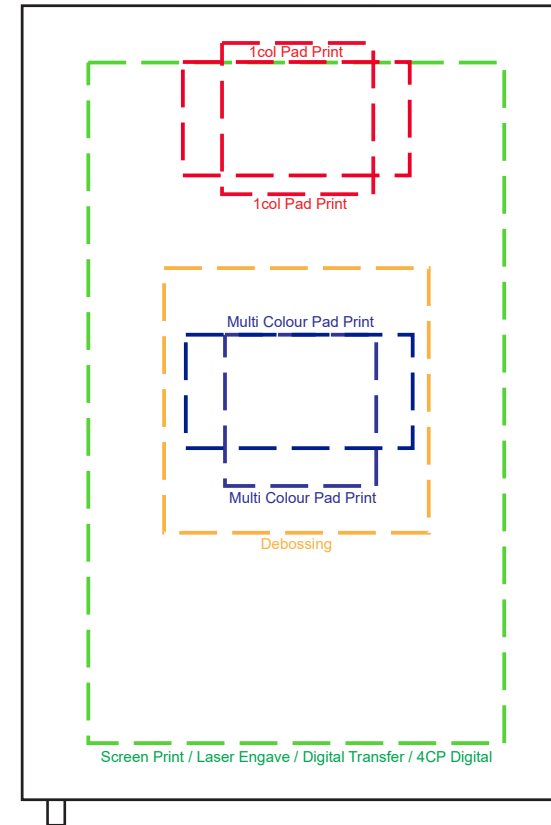 1col Pad Print
1col Pad Print
Multi Colour Pad Print
Multi Colour Pad Print
Debossing
Screen Print / Laser Engave / Digital Transfer / 4CP Digital